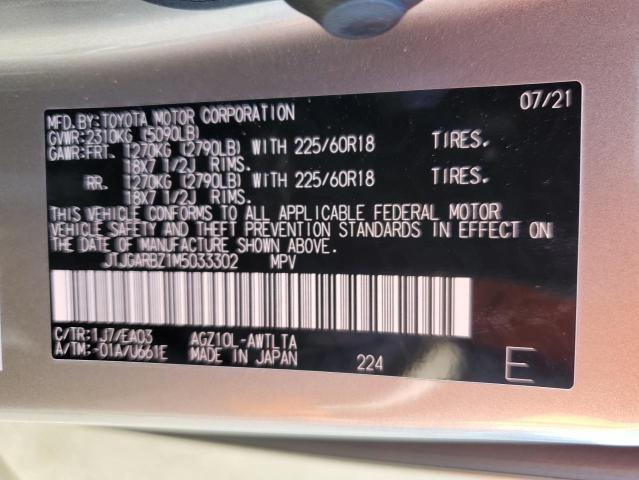 07/21
MFD.BY:TOYOTA MOTOR CORPORATION
GVWR:2310KG (5090LB)
GAWR:FRT. 1270KG (2790LB) WITH 225/60R18 TIRES.
18X7 1/2J RIMS.
RR. 1270KG (2790LB) WITH 225/60R18 TIRES.
18X7 1/2J RIMS.
THIS VEHICLE CONFORMS TO ALL APPLICABLE FEDERAL MOTOR
VEHICLE SAFETY AND THEFT PREVENTION STANDARDS IN EFFECT ON
THE DATE OF MANUFACTURE SHOWN ABOVE.
JTJGARBZ1M5033302 MPV
C/TR:1J7/EA03 AGZ10L-AWTLTA
A/TM:-01A/U661E MADE IN JAPAN 224 E